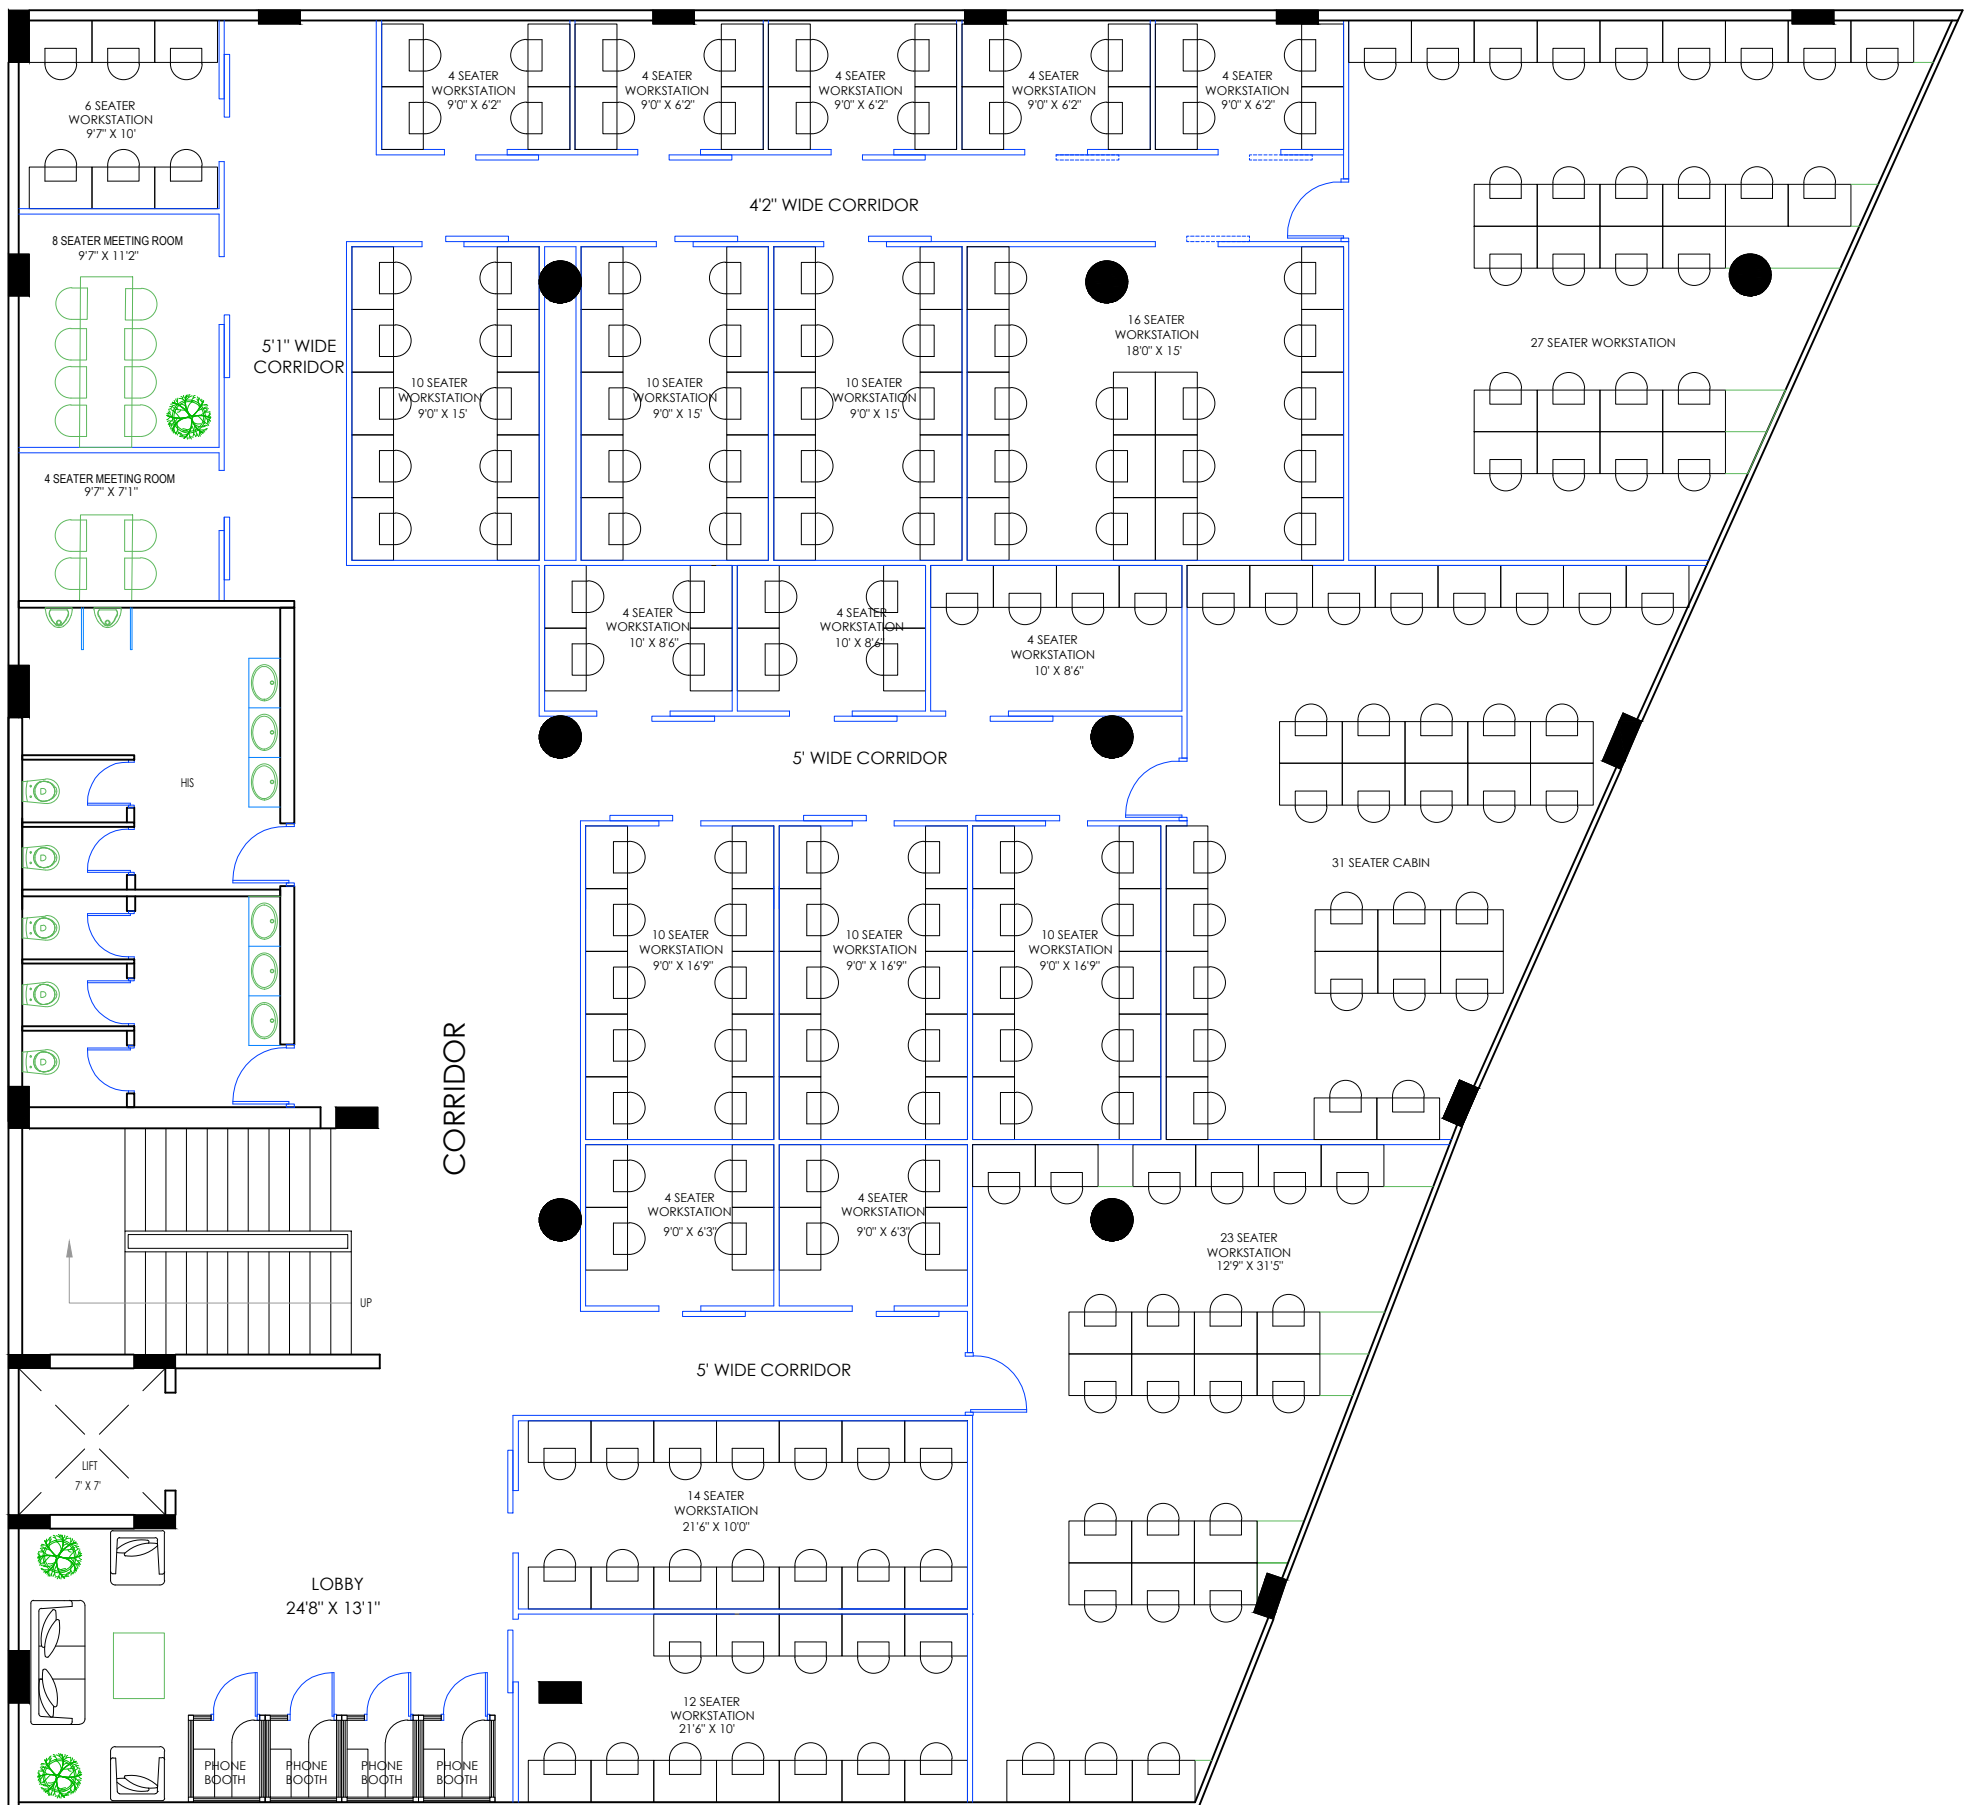 4 SEATER
WORKSTATION
9'0" X 6'2"
4 SEATER
WORKSTATION
9'0" X 6'2"
4 SEATER
WORKSTATION
9'0" X 6'2"
4 SEATER
WORKSTATION
9'0" X 6'2"
4 SEATER
WORKSTATION
9'0" X 6'2"
6 SEATER
WORKSTATION
9'7" X 10'
4'2" WIDE CORRIDOR
8 SEATER MEETING ROOM
9'7" X 11'2"
5'1" WIDE
CORRIDOR
10 SEATER
WORKSTATION
9'0" X 15'
10 SEATER
WORKSTATION
9'0" X 15'
10 SEATER
WORKSTATION
9'0" X 15'
16 SEATER
WORKSTATION
18'0" X 15'
27 SEATER WORKSTATION
4 SEATER MEETING ROOM
9'7" X 7'1"
4 SEATER
WORKSTATION
10' X 8'6"
4 SEATER
WORKSTATION
10' X 8'6"
4 SEATER
WORKSTATION
10' X 8'6"
HIS
5' WIDE CORRIDOR
31 SEATER CABIN
10 SEATER
WORKSTATION
9'0" X 16'9"
10 SEATER
WORKSTATION
9'0" X 16'9"
10 SEATER
WORKSTATION
9'0" X 16'9"
CORRIDOR
4 SEATER
WORKSTATION
9'0" X 6'3"
4 SEATER
WORKSTATION
9'0" X 6'3"
23 SEATER
WORKSTATION
12'9" X 31'5"
UP
5' WIDE CORRIDOR
LIFT
7' X 7'
14 SEATER
WORKSTATION
21'6" X 10'0"
LOBBY
24'8" X 13'1"
12 SEATER
WORKSTATION
21'6" X 10'
PHONE
BOOTH
PHONE
BOOTH
PHONE
BOOTH
PHONE
BOOTH